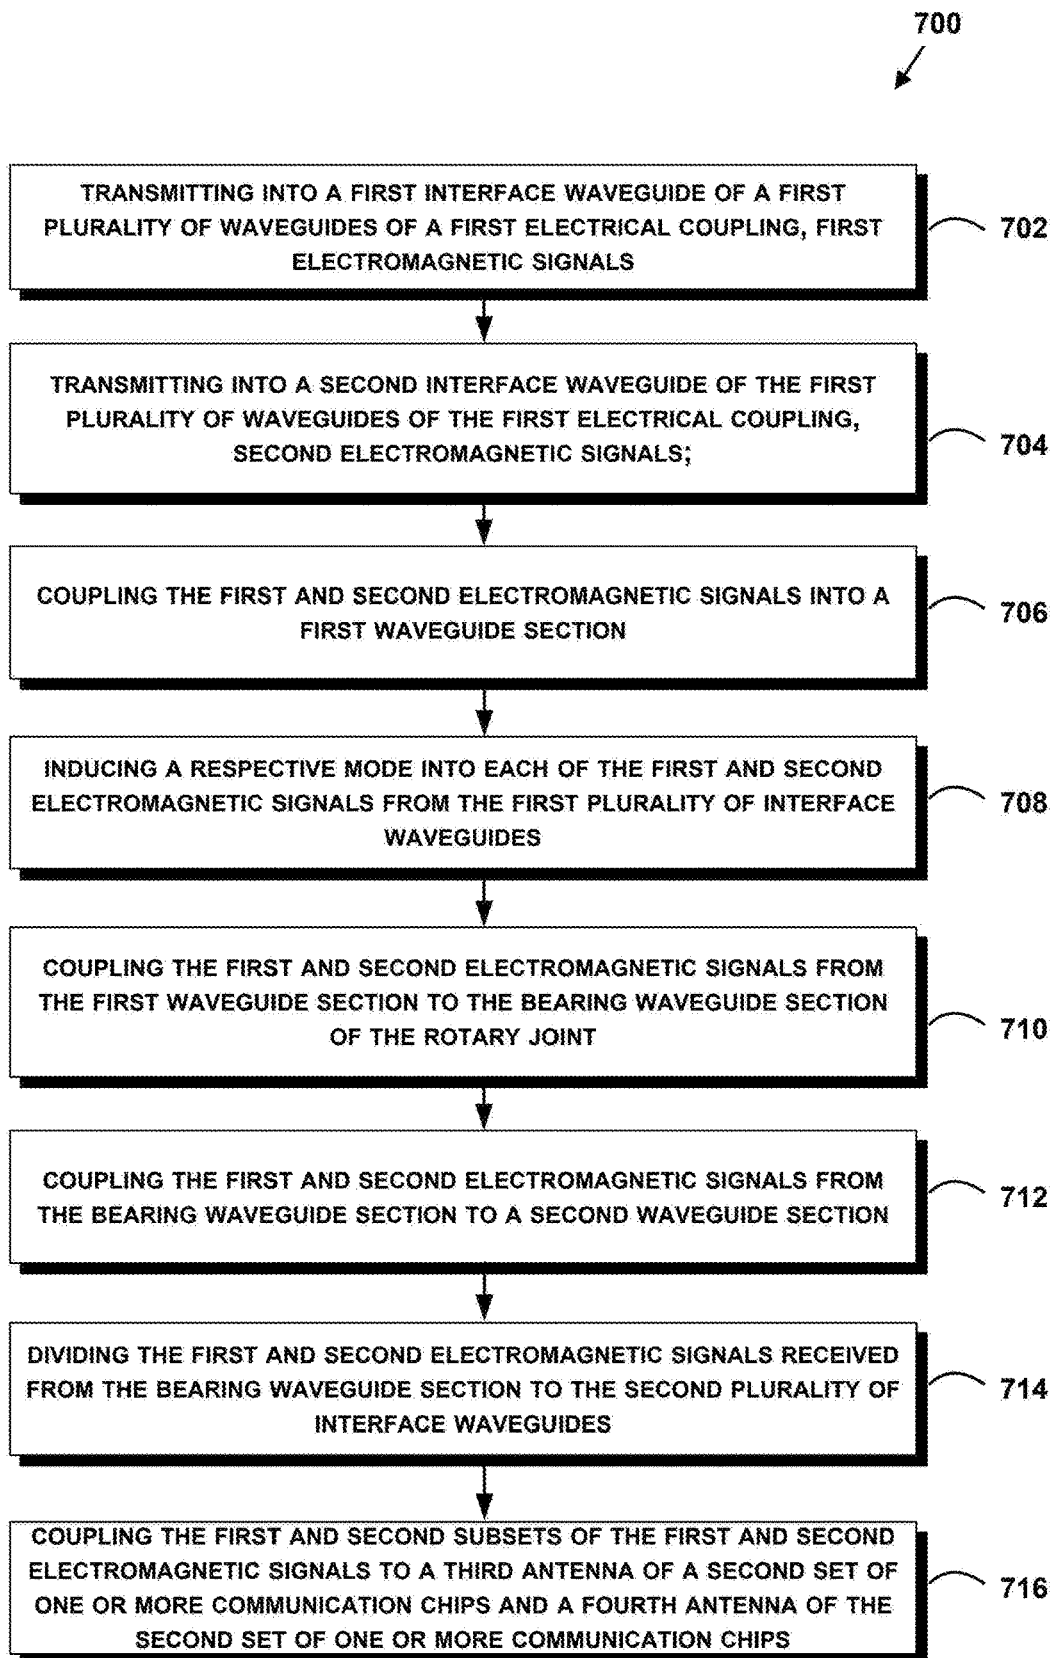 700
TRANSMITTING INTO A FIRST INTERFACE WAVEGUIDE OF A FIRST
PLURALITY OF WAVEGUIDES OF A FIRST ELECTRICAL COUPLING, FIRST
ELECTROMAGNETIC SIGNALS
702
TRANSMITTING INTO A SECOND INTERFACE WAVEGUIDE OF THE FIRST
PLURALITY OF WAVEGUIDES OF THE FIRST ELECTRICAL COUPLING,
SECOND ELECTROMAGNETIC SIGNALS;
704
COUPLING THE FIRST AND SECOND ELECTROMAGNETIC SIGNALS INTO A
FIRST WAVEGUIDE SECTION
706
INDUCING A RESPECTIVE MODE INTO EACH OF THE FIRST AND SECOND
ELECTROMAGNETIC SIGNALS FROM THE FIRST PLURALITY OF INTERFACE
WAVEGUIDES
708
COUPLING THE FIRST AND SECOND ELECTROMAGNETIC SIGNALS FROM
THE FIRST WAVEGUIDE SECTION TO THE BEARING WAVEGUIDE SECTION
OF THE ROTARY JOINT
710
COUPLING THE FIRST AND SECOND ELECTROMAGNETIC SIGNALS FROM
THE BEARING WAVEGUIDE SECTION TO A SECOND WAVEGUIDE SECTION
712
DIVIDING THE FIRST AND SECOND ELECTROMAGNETIC SIGNALS RECEIVED
FROM THE BEARING WAVEGUIDE SECTION TO THE SECOND PLURALITY OF
INTERFACE WAVEGUIDES
714
COUPLING THE FIRST AND SECOND SUBSETS OF THE FIRST AND SECOND
ELECTROMAGNETIC SIGNALS TO A THIRD ANTENNA OF A SECOND SET OF
ONE OR MORE COMMUNICATION CHIPS AND A FOURTH ANTENNA OF THE
SECOND SET OF ONE OR MORE COMMUNICATION CHIPS
716